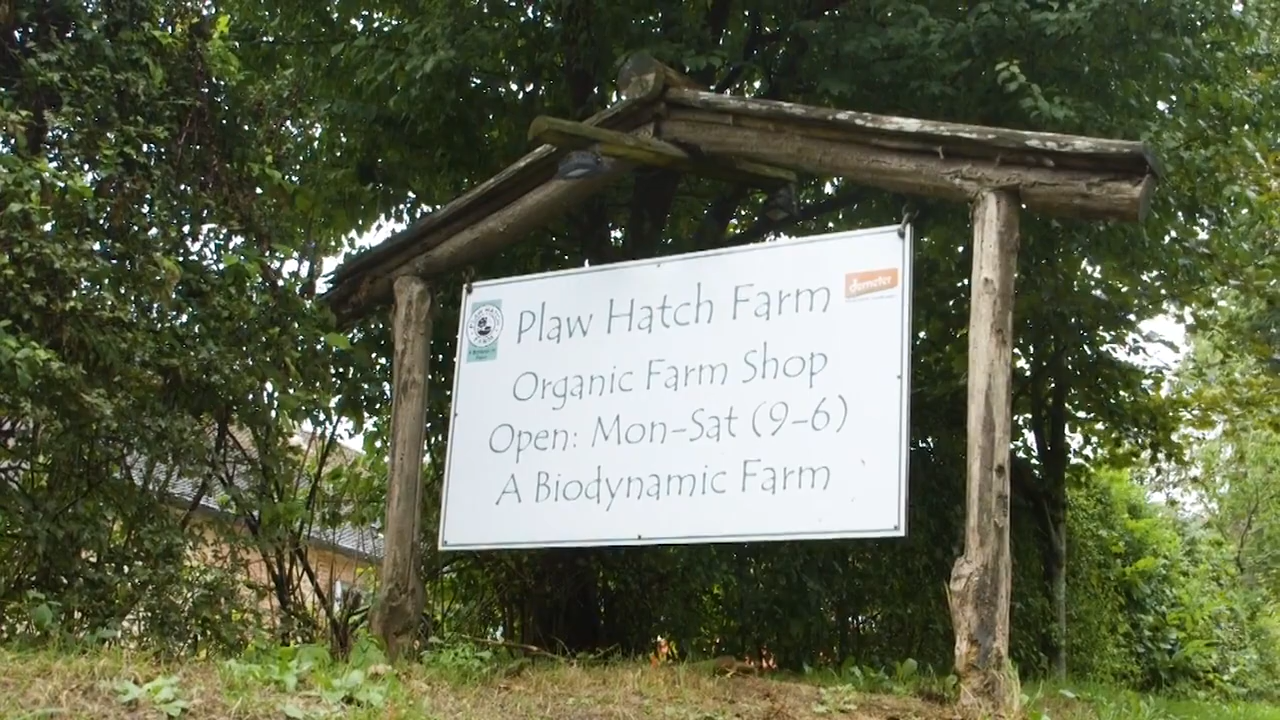 Plaw Hatch Farm
demeter
Organic Farm Shop
Open: Mon-Sat (9-6)
A Biodynamic Farm